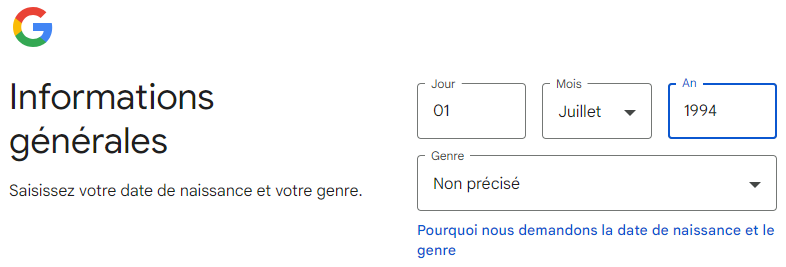 Informations
générales
Saisissez votre date de naissance et votre genre.
Jour
01
Mois
Juillet
An
1994
Genre
Non précisé
Pourquoi nous demandons la date de naissance et le
genre